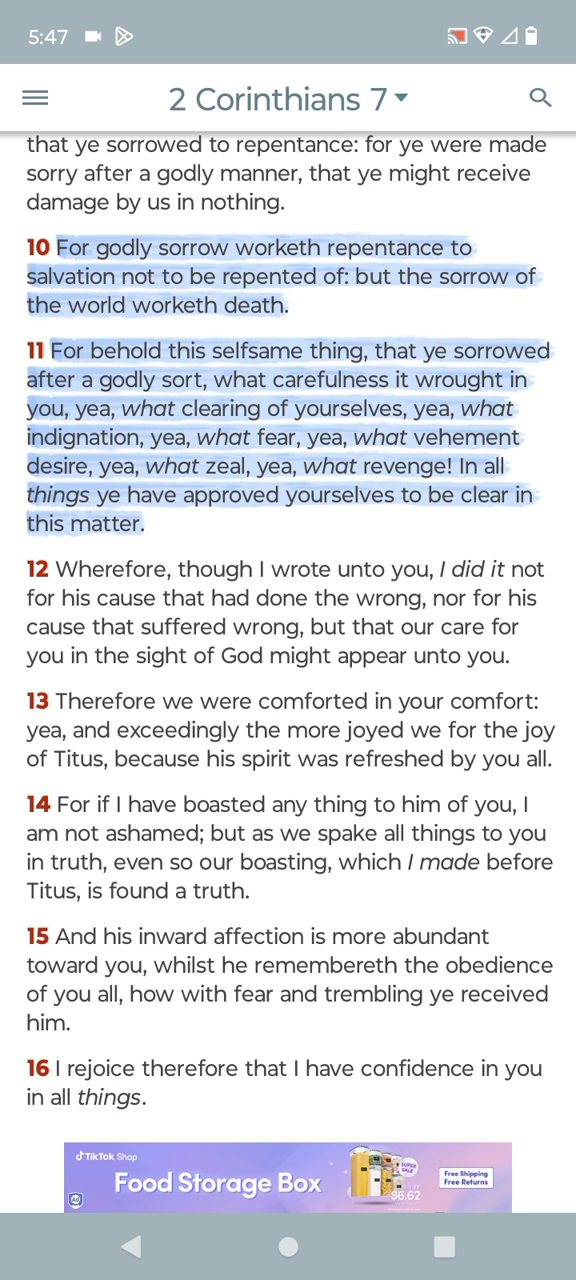 5:47
2 Corinthians 7
that ye sorrowed to repentance: for ye were made
sorry after a godly manner, that ye might receive
damage by us in nothing.
10 For godly sorrow worketh repentance to
salvation not to be repented of: but the sorrow of
the world worketh death.
11 For behold this selfsame thing, that ye sorrowed
after a godly sort, what carefulness it wrought in
you, yea, what clearing of yourselves, yea, what
indignation, yea, what fear, yea, what vehement
desire, yea, what zeal, yea, what revenge! In all
things ye have approved yourselves to be clear in
this matter.
12 Wherefore, though I wrote unto you, I did it not
for his cause that had done the wrong, nor for his
cause that suffered wrong, but that our care for
you in the sight of God might appear unto you.
13 Therefore we were comforted in your comfort:
yea, and exceedingly the more joyed we for the joy
of Titus, because his spirit was refreshed by you all.
14 For if I have boasted any thing to him of you, I
am not ashamed; but as we spake all things to you
in truth, even so our boasting, which I made before
Titus, is found a truth.
15 And his inward affection is more abundant
toward you, whilst he remembereth the obedience
of you all, how with fear and trembling ye received
him.
16 I rejoice therefore that I have confidence in you
in all things.
TikTok Shop
Food Storage Box
SUPER
SALE
$6.62
Free Shipping
Free Returns
Ad